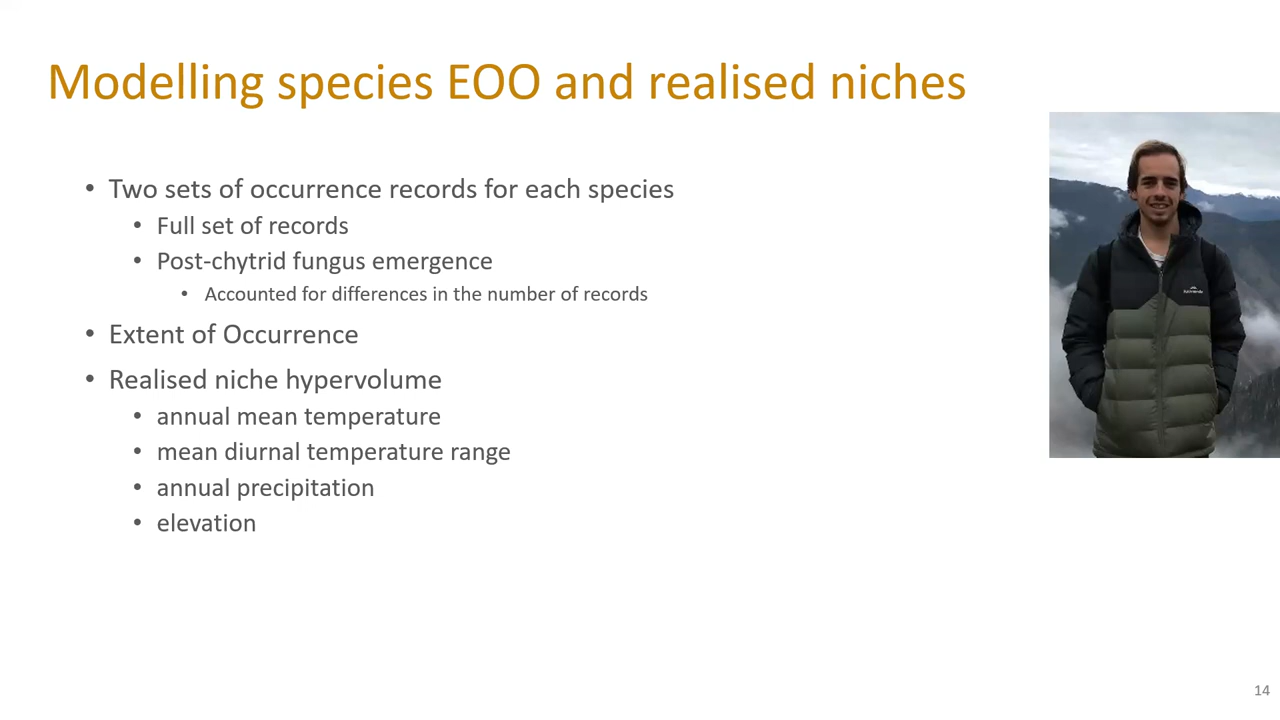 Modelling species EOO and realised niches
• Two sets of occurrence records for each species
• Full set of records
• Post-chytrid fungus emergence
• Accounted for differences in the number of records
• Extent of Occurrence
• Realised niche hypervolume
• annual mean temperature
• mean diurnal temperature range
• annual precipitation
• elevation
14